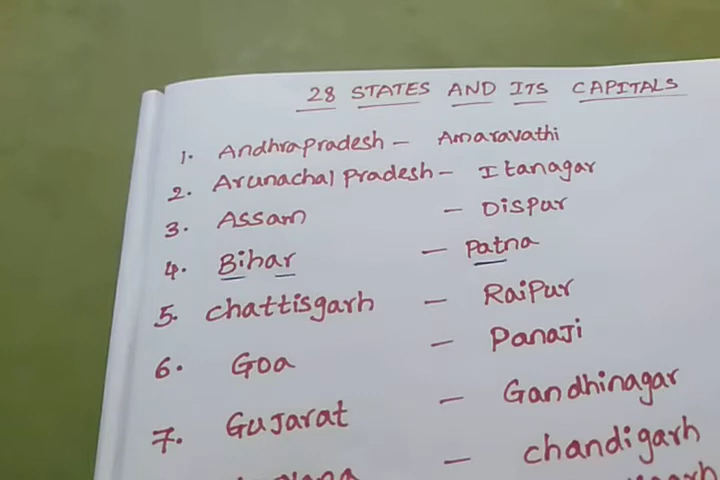 28 STATES AND ITS CAPITALS
1. Andhrapradesh - Amaravathi
2. Arunachal Pradesh - Itanagar
3. Assam - Dispur
4. Bihar - Patna
5. Chattisgarh - Raipur
6. Goa - Panaji
7. Gujarat - Gandhinagar
- chandigarh